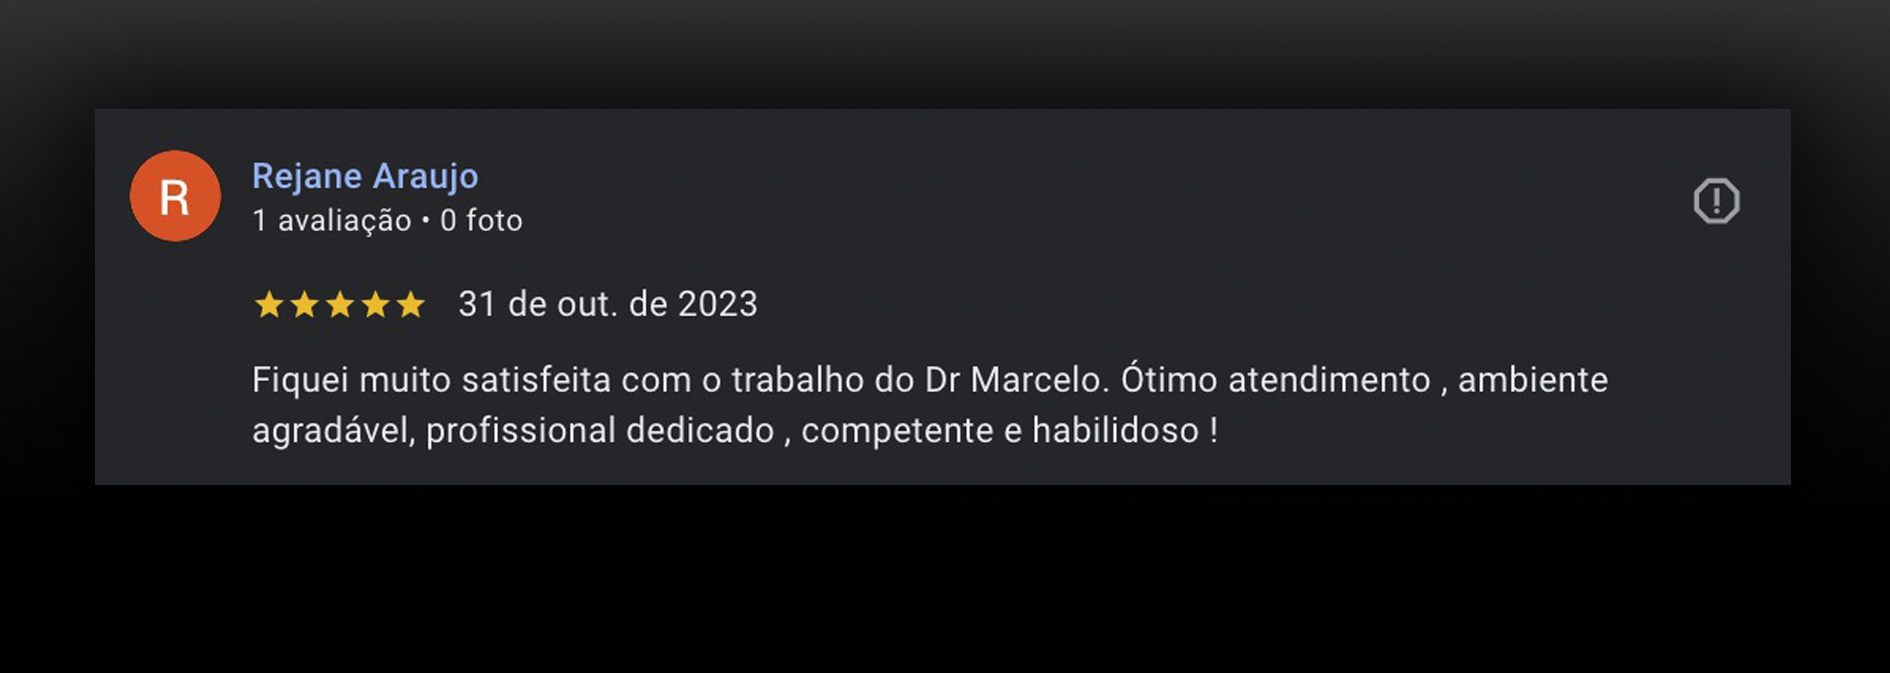 R
Rejane Araujo
1 avaliação • 0 foto
★★★★★ 31 de out. de 2023
Fiquei muito satisfeita com o trabalho do Dr Marcelo. Ótimo atendimento , ambiente
agradável, profissional dedicado , competente e habilidoso !